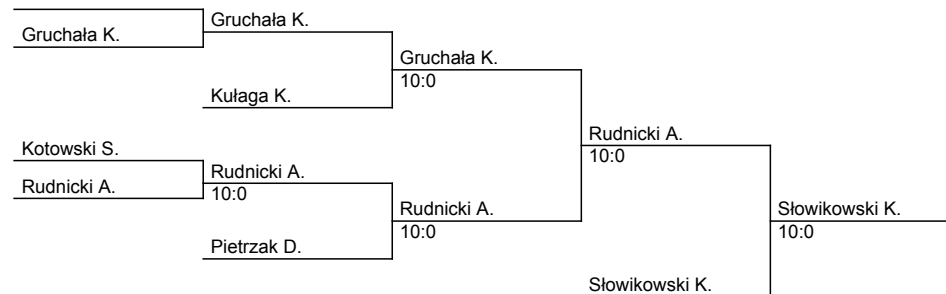 Gruchała K.
Gruchała K.
Gruchała K.
10:0
Kułaga K.
Kotowski S.
Rudnicki A.
10:0
Rudnicki A.
10:0
Rudnicki A.
Rudnicki A.
10:0
Słowikowski K.
10:0
Pietrzak D.
Słowikowski K.